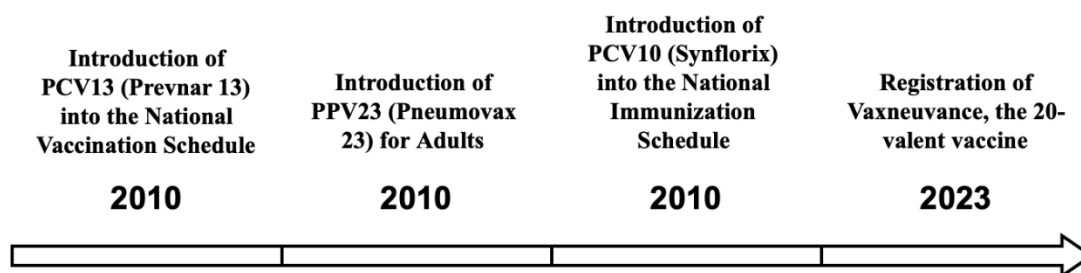 Introduction of
PCV13 (Prevnar 13)
into the National
Vaccination Schedule
2010
Introduction of
PPV23 (Pneumovax
23) for Adults
2010
Introduction of
PCV10 (Synflorix)
into the National
Immunization
Schedule
2010
Registration of
Vaxneuvance, the 20-
valent vaccine
2023